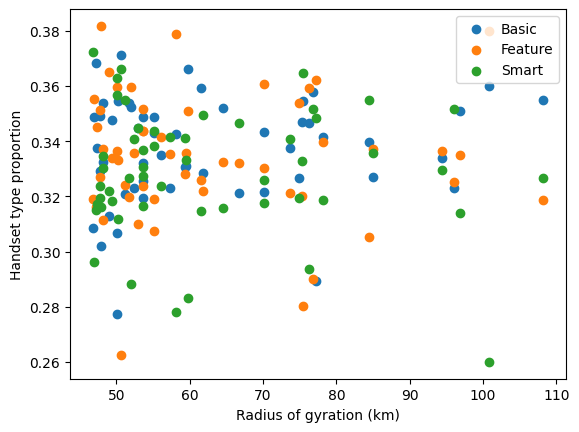 0.38
0.36
0.34
0.32
0.30
0.28
0.26
Handset type proportion
Basic
Feature
Smart
50
60
70
80
90
100
110
Radius of gyration (km)